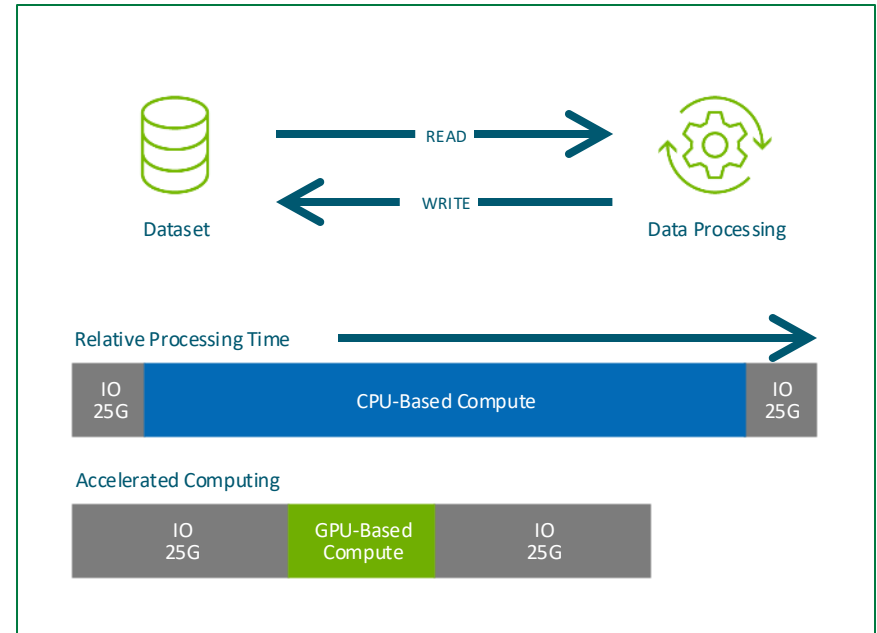 READ
WRITE
Dataset
Data Processing
Relative Processing Time
IO
25G
CPU-Based Compute
IO
25G
Accelerated Computing
IO
25G
GPU-Based
Compute
IO
25G